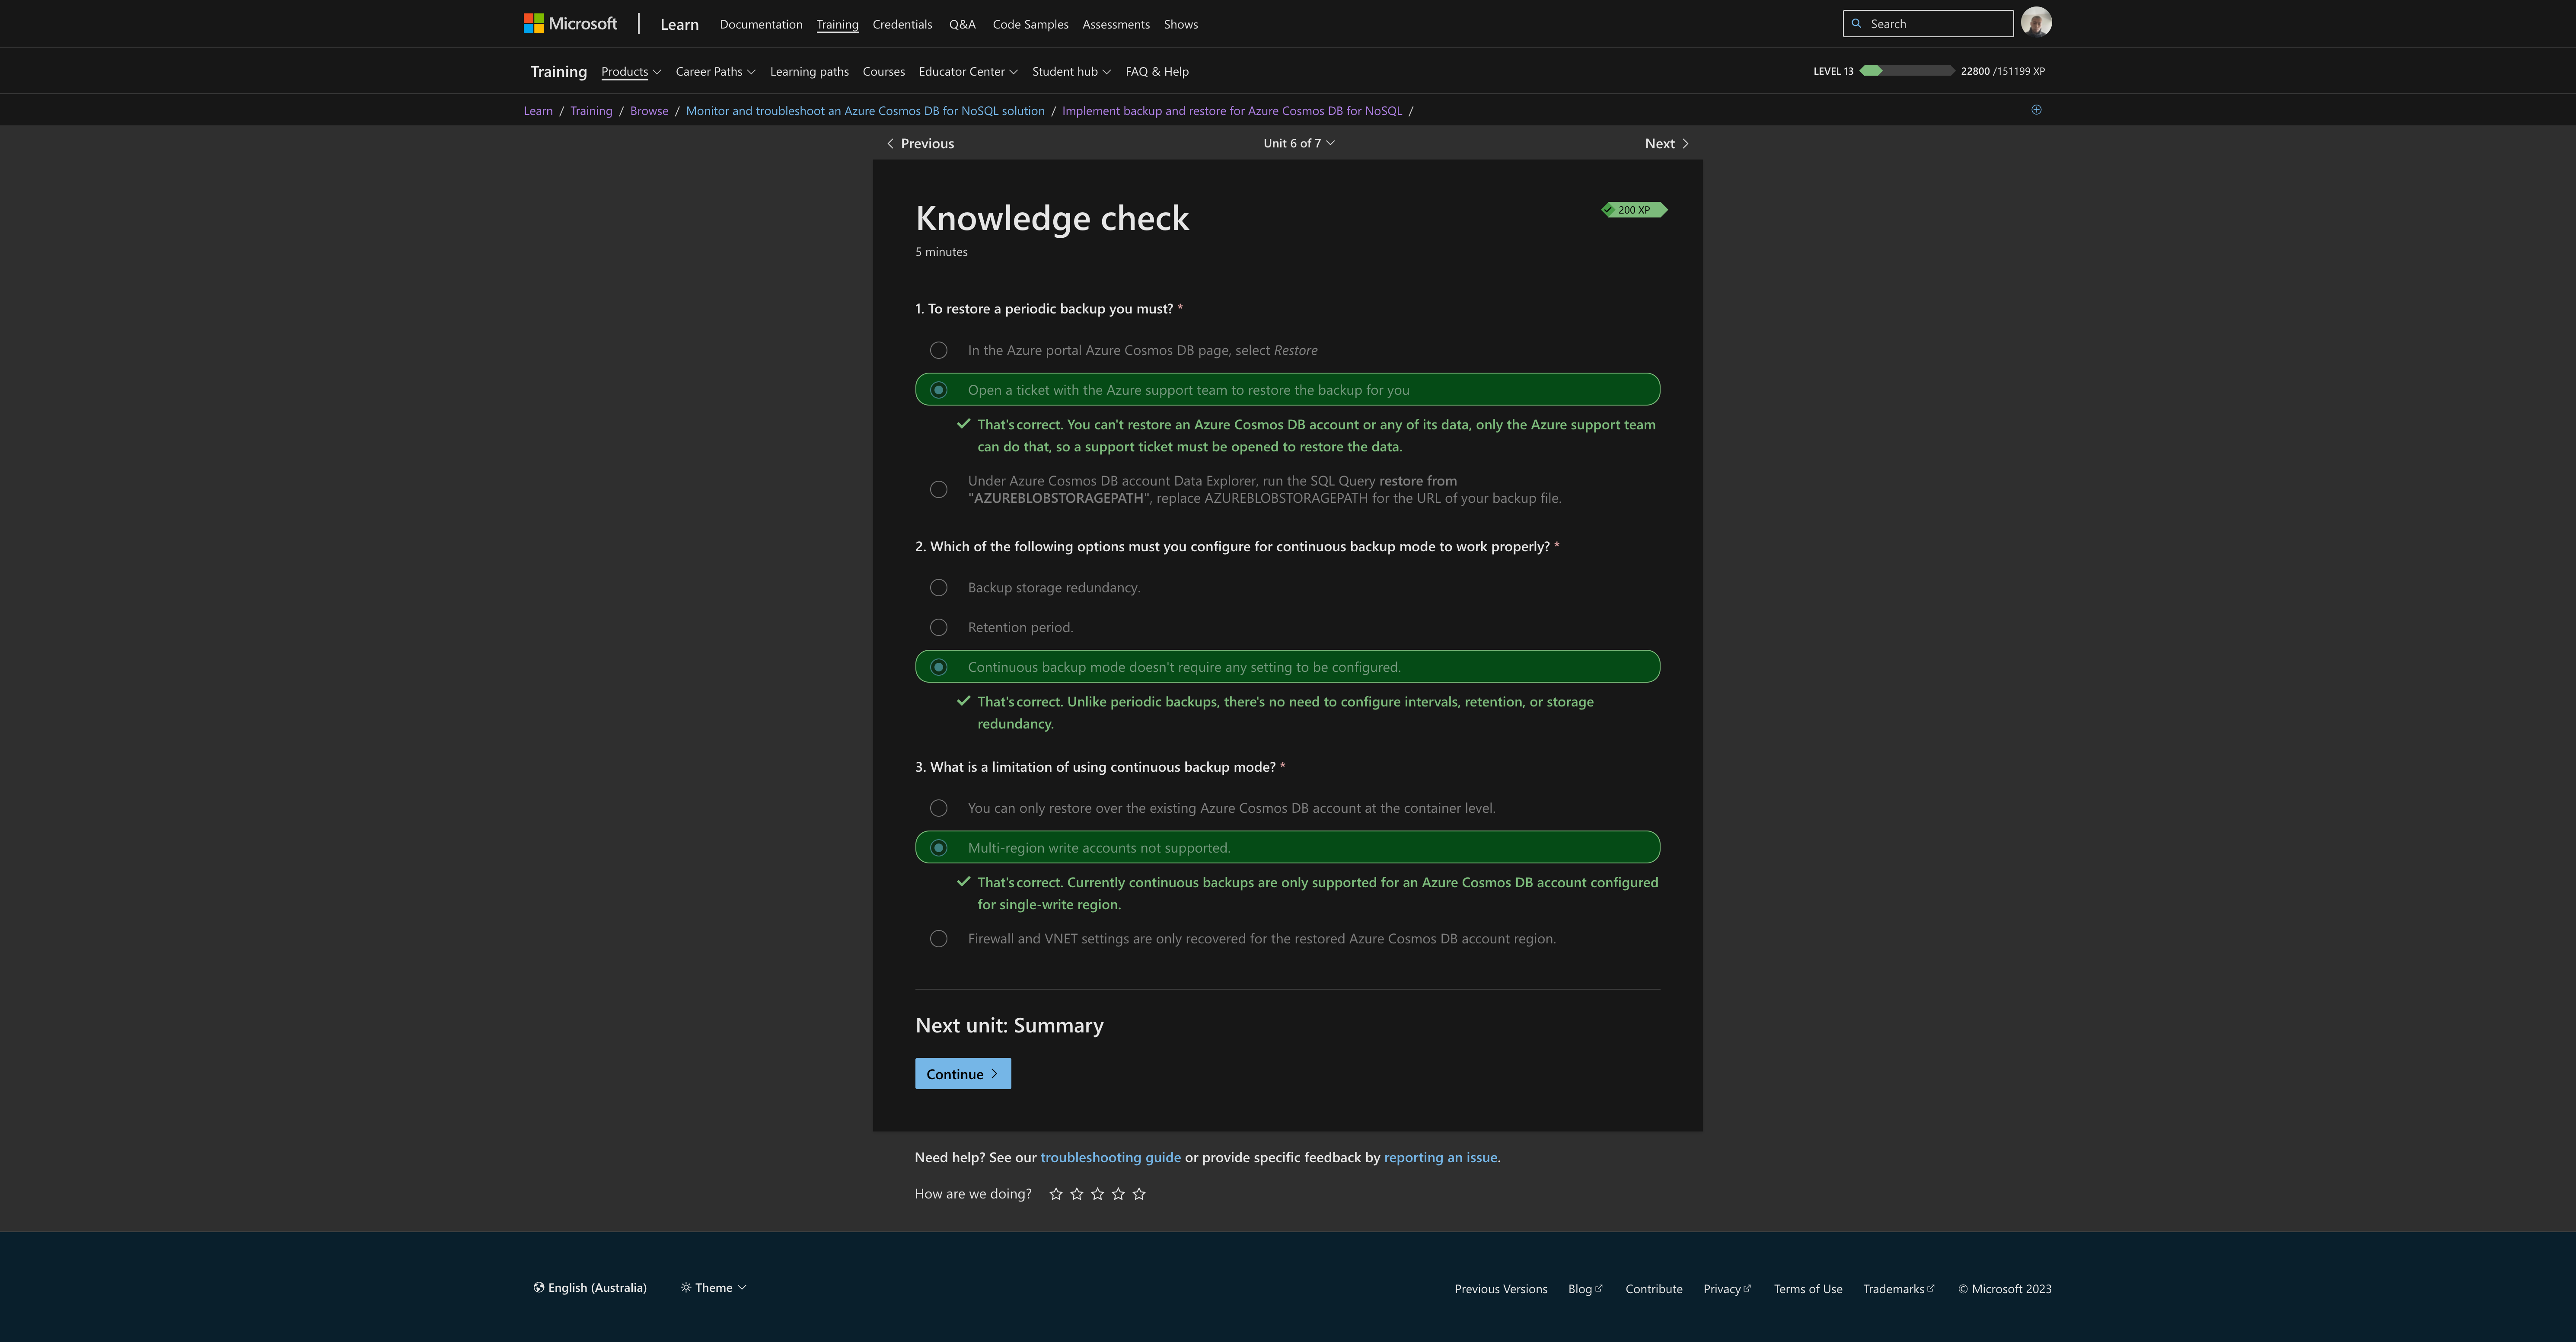 Microsoft | Learn Documentation Training Credentials Q&A Code Samples Assessments Shows Search
Training Products Career Paths Learning paths Courses Educator Center Student hub FAQ & Help LEVEL 13 22800 /151199 XP
Learn / Training / Browse / Monitor and troubleshoot an Azure Cosmos DB for NoSQL solution / Implement backup and restore for Azure Cosmos DB for NoSQL /
Previous Unit 6 of 7 Next
Knowledge check
200 XP
5 minutes
1. To restore a periodic backup you must? *
In the Azure portal Azure Cosmos DB page, select Restore
Open a ticket with the Azure support team to restore the backup for you
That's correct. You can't restore an Azure Cosmos DB account or any of its data, only the Azure support team
can do that, so a support ticket must be opened to restore the data.
Under Azure Cosmos DB account Data Explorer, run the SQL Query restore from
"AZUREBLOBSTORAGEPATH", replace AZUREBLOBSTORAGEPATH for the URL of your backup file.
2. Which of the following options must you configure for continuous backup mode to work properly? *
Backup storage redundancy.
Retention period.
Continuous backup mode doesn't require any setting to be configured.
That's correct. Unlike periodic backups, there's no need to configure intervals, retention, or storage
redundancy.
3. What is a limitation of using continuous backup mode? *
You can only restore over the existing Azure Cosmos DB account at the container level.
Multi-region write accounts not supported.
That's correct. Currently continuous backups are only supported for an Azure Cosmos DB account configured
for single-write region.
Firewall and VNET settings are only recovered for the restored Azure Cosmos DB account region.
Next unit: Summary
Continue
Need help? See our troubleshooting guide or provide specific feedback by reporting an issue.
How are we doing?
English (Australia) Theme Previous Versions Blog Contribute Privacy Terms of Use Trademarks © Microsoft 2023